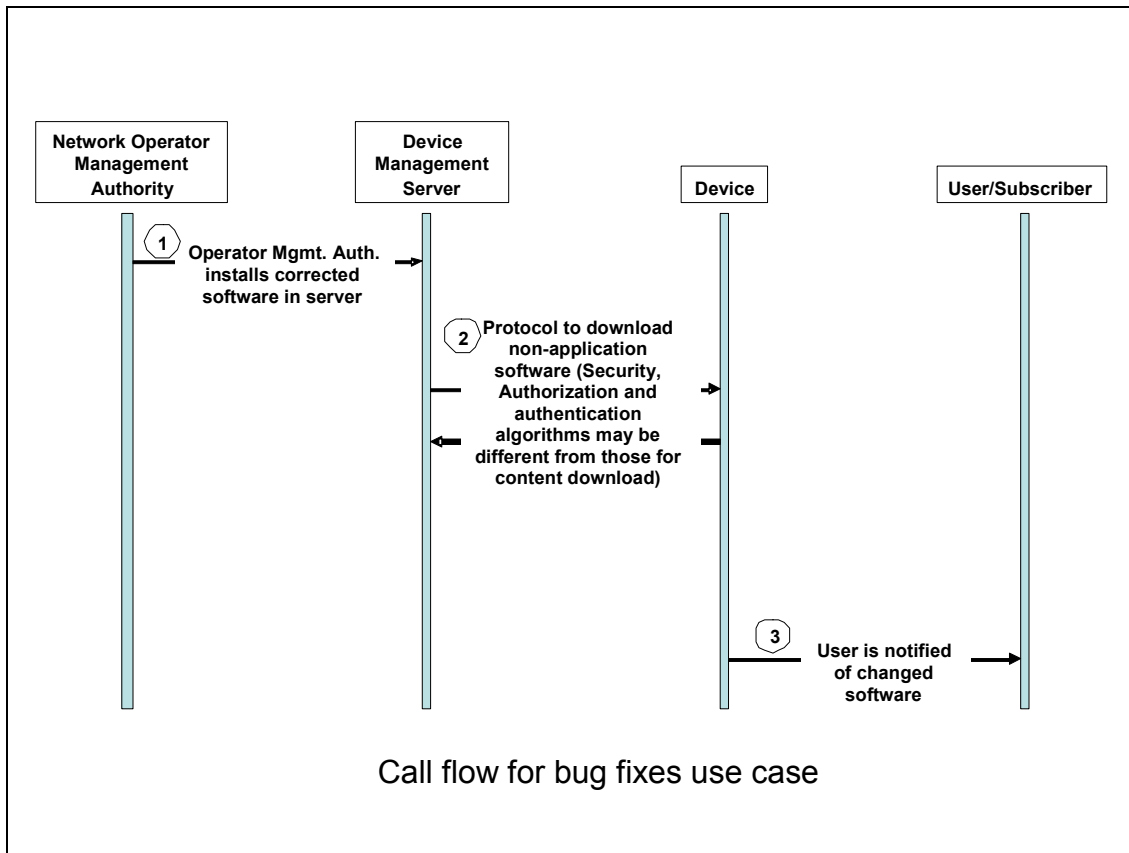 Network Operator
Management
Authority
Device
Management
Server
Device
User/Subscriber
1
Operator Mgmt. Auth.
installs corrected
software in server
2
Protocol to download
non-application
software (Security,
Authorization and
authentication
algorithms may be
different from those for
content download)
3
User is notified
of changed
software
Call flow for bug fixes use case